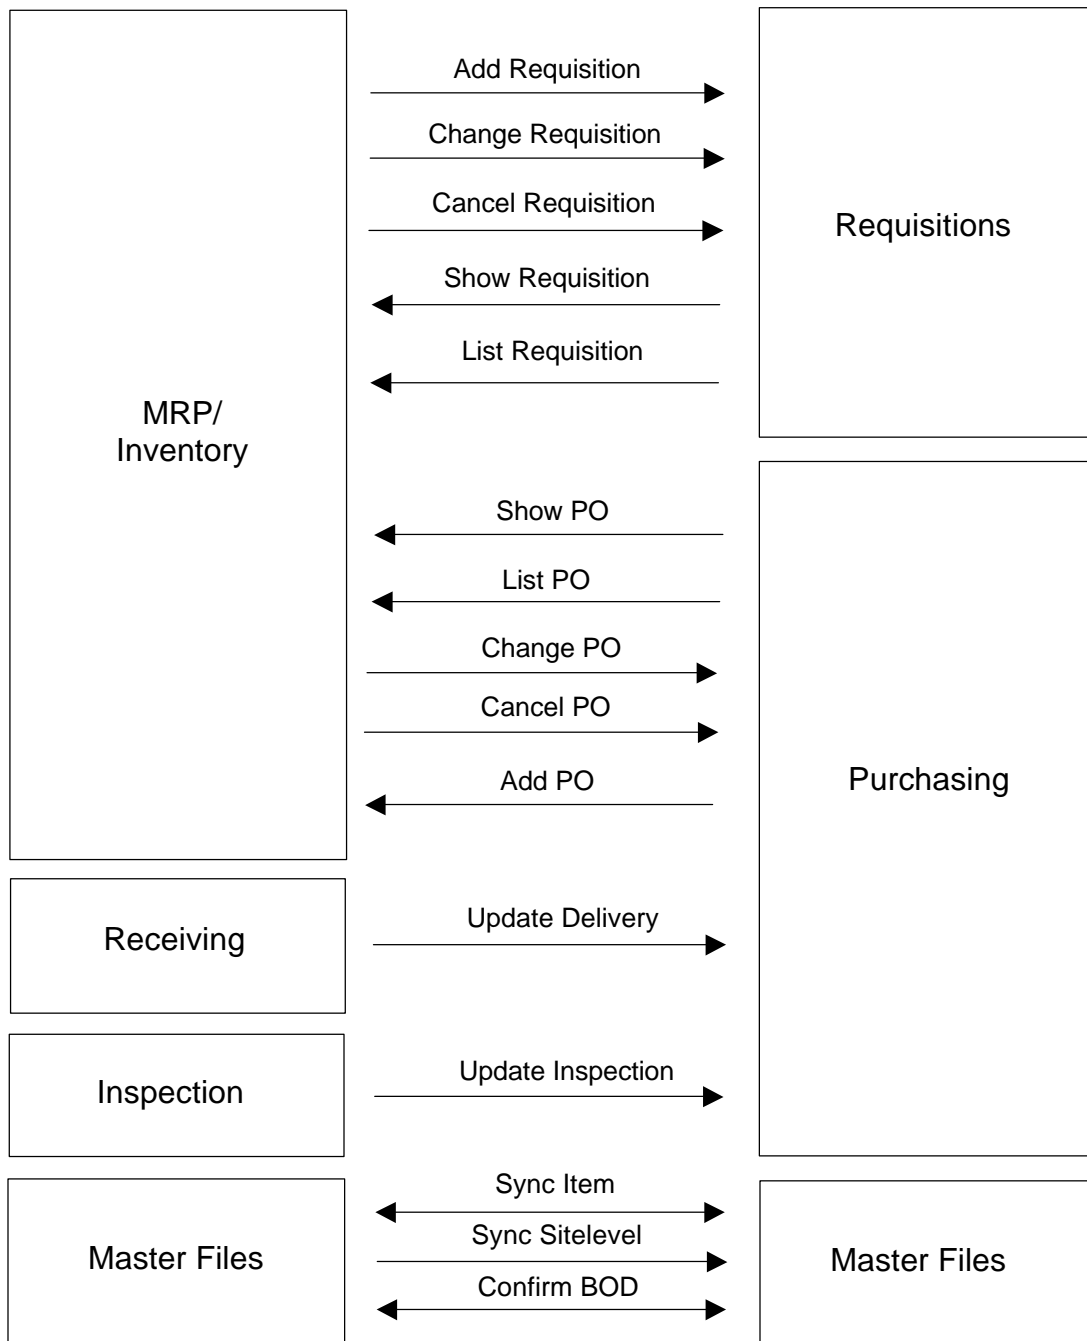 Add Requisition
Change Requisition
Cancel Requisition
Requisitions
Show Requisition
List Requisition
MRP/
Inventory
Show PO
List PO
Change PO
Cancel PO
Add PO
Purchasing
Receiving
Update Delivery
Inspection
Update Inspection
Sync Item
Sync Sitelevel
Confirm BOD
Master Files
Master Files